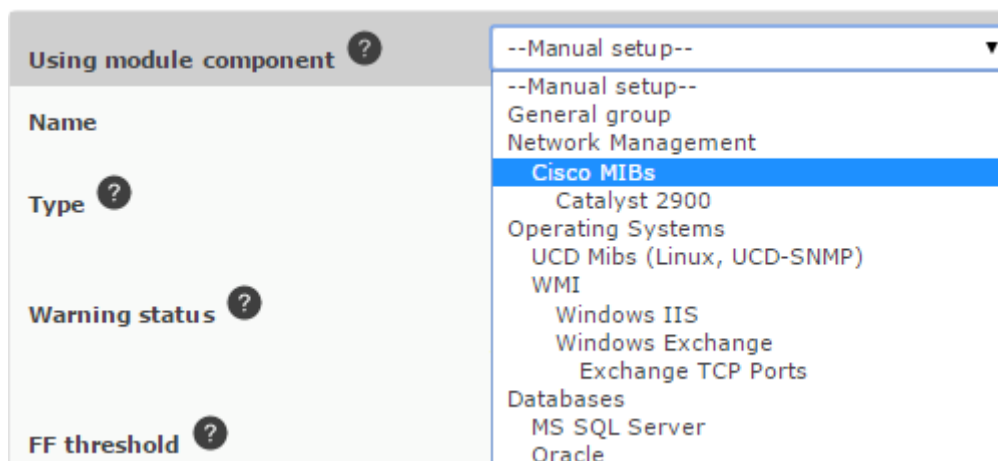 Using module component ?
--Manual setup--
--Manual setup--
General group
Name
Network Management
Cisco MIBs
Type ?
Catalyst 2900
Operating Systems
UCD Mibs (Linux, UCD-SNMP)
WMI
Warning status ?
Windows IIS
Windows Exchange
Exchange TCP Ports
Databases
MS SQL Server
FF threshold ?
Oracle